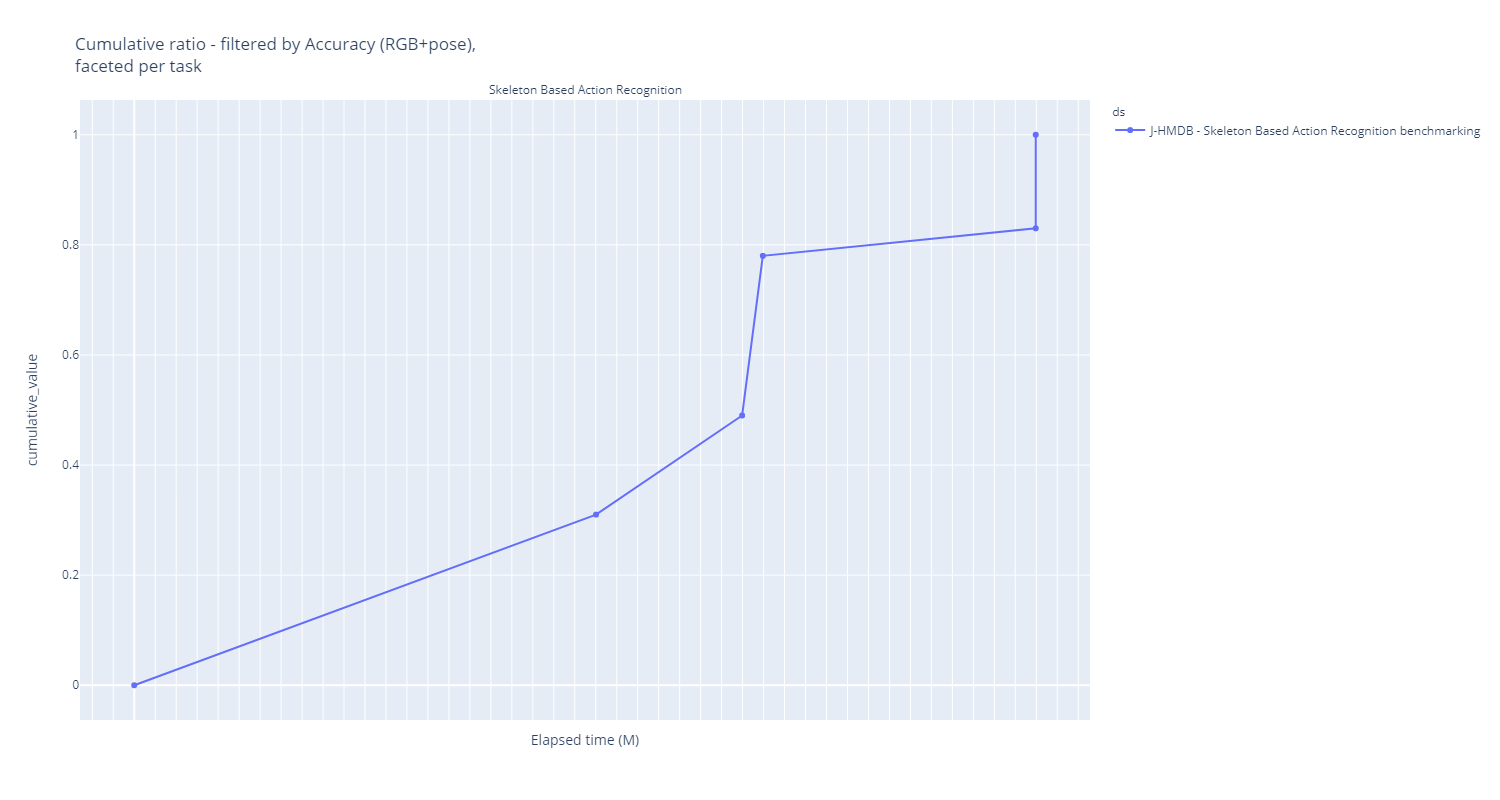 Cumulative ratio - filtered by Accuracy (RGB+pose),
faceted per task
Skeleton Based Action Recognition
ds
J-HMDB - Skeleton Based Action Recognition benchmarking
1
0.8
0.6
0.4
0.2
0
cumulative_value
Elapsed time (M)